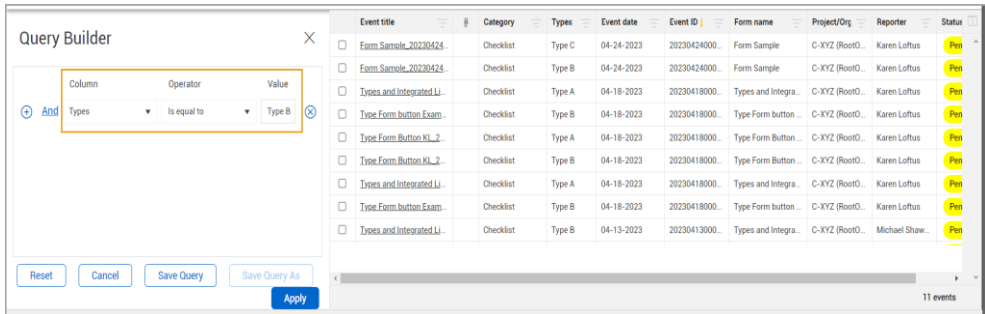 Query Builder
Column Operator Value
And Types Is equal to Type B
Reset Cancel Save Query Save Query As
Apply
Event title Category Types Event date Event ID Form name Project/Org Reporter Status
Form Sample_20230424... Checklist Type C 04-24-2023 20230424000... Form Sample C-XYZ (RootO... Karen Loftus Pen
Form Sample_20230424... Checklist Type B 04-24-2023 20230424000... Form Sample C-XYZ (RootO... Karen Loftus Pen
Types and Integrated Li... Checklist Type A 04-18-2023 20230418000... Types and Integra... C-XYZ (RootO... Karen Loftus Pen
Type Form button Exam... Checklist Type B 04-18-2023 20230418000... Type Form button ... C-XYZ (RootO... Karen Loftus Pen
Type Form Button KL_2... Checklist Type A 04-18-2023 20230418000... Type Form Button ... C-XYZ (RootO... Karen Loftus Pen
Type Form Button KL_2... Checklist Type B 04-18-2023 20230418000... Type Form Button ... C-XYZ (RootO... Karen Loftus Pen
Types and Integrated Li... Checklist Type A 04-18-2023 20230418000... Types and Integra... C-XYZ (RootO... Karen Loftus Pen
Type Form button Exam... Checklist Type B 04-18-2023 20230418000... Type Form button ... C-XYZ (RootO... Karen Loftus Pen
Types and Integrated Li... Checklist Type B 04-13-2023 20230413000... Types and Integra... C-XYZ (RootO... Michael Shaw... Pen
11 events